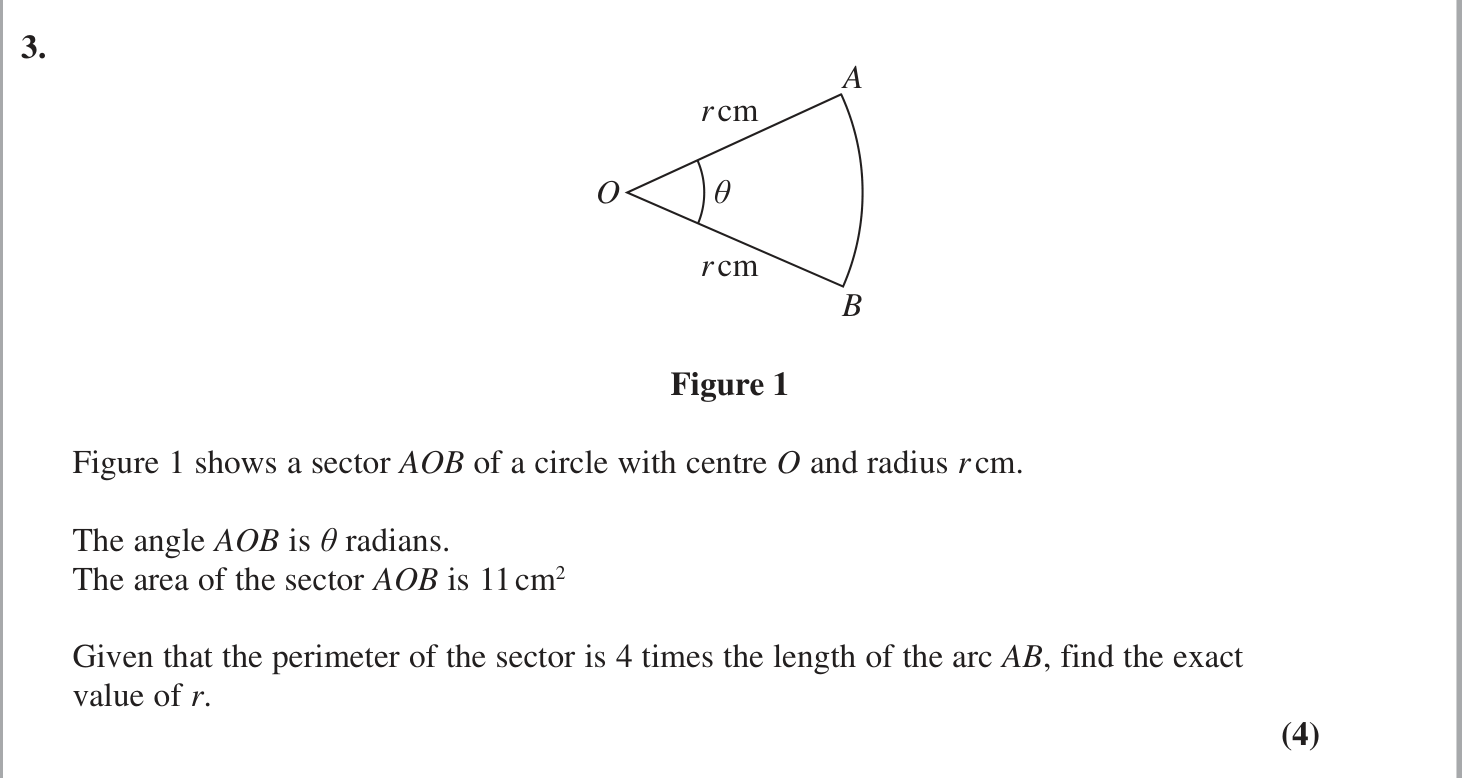 3.
A
r cm
O
θ
r cm
B
Figure 1
Figure 1 shows a sector AOB of a circle with centre O and radius r cm.
The angle AOB is θ radians.
The area of the sector AOB is 11 cm²
Given that the perimeter of the sector is 4 times the length of the arc AB, find the exact
value of r.
(4)